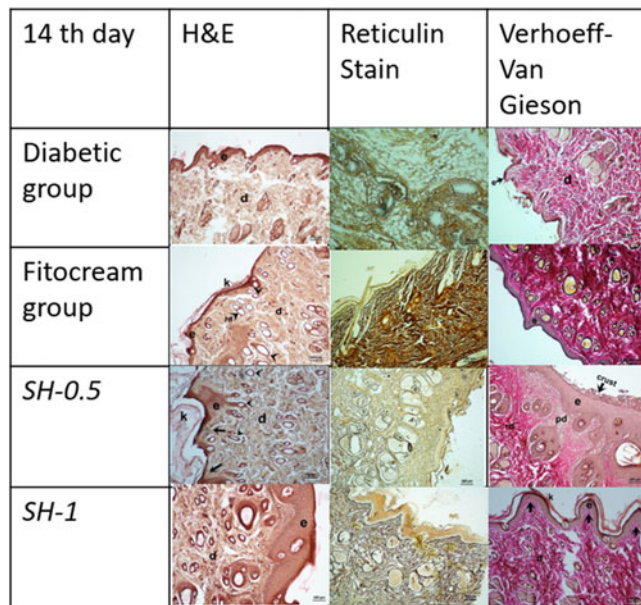 14 th day
H&E
Reticulin
Stain
Verhoeff-
Van
Gieson
Diabetic
group
e
d
e
d
Fitocream
group
k
d
e
e
SH-0.5
k
e
d
crust
e
pd
SH-1
e
d
k
e
d